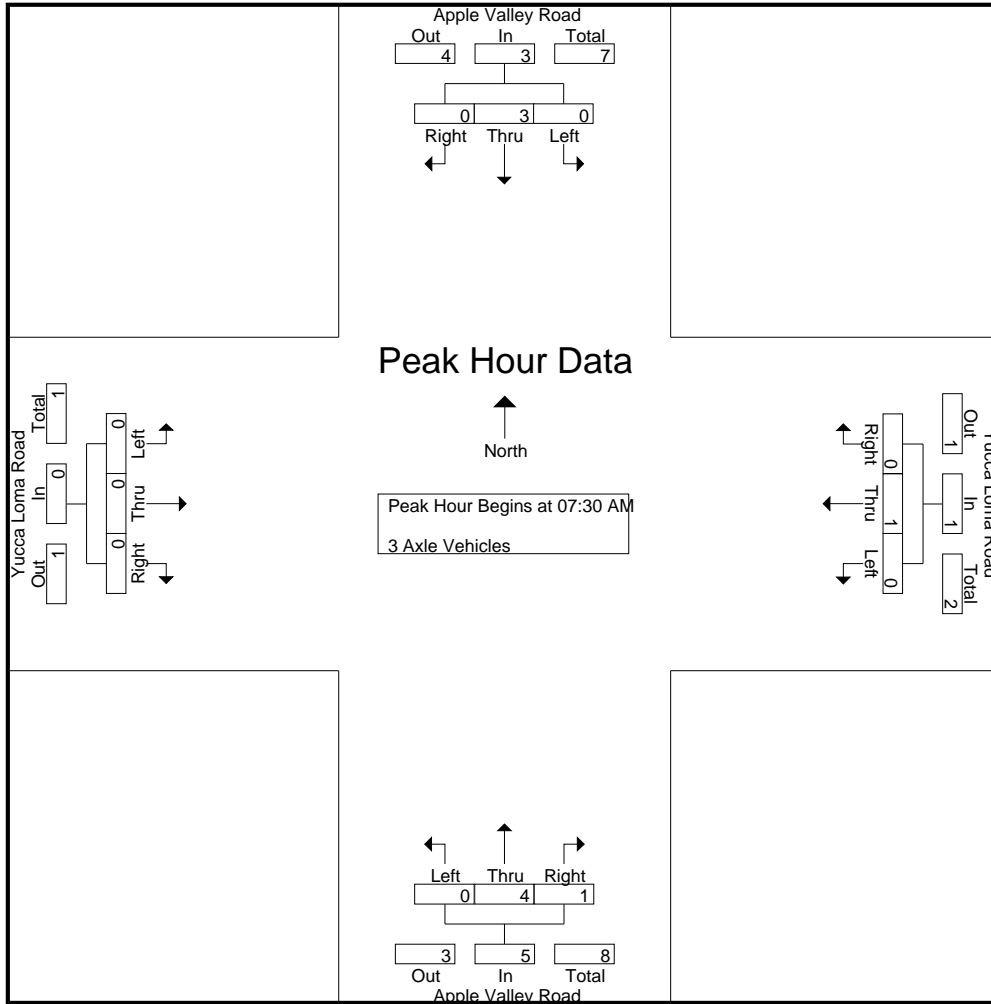 Apple Valley Road
Out In Total
4 3 7
0 3 0
Right Thru Left
Peak Hour Data
North
Peak Hour Begins at 07:30 AM
3 Axle Vehicles
Yucca Loma Road
Out In Total
1 0 1
Left Thru Right
0 0 0
Yucca Loma Road
Out In Total
1 1 2
Right Thru Left
0 1 0
Left Thru Right
0 4 1
3 5 8
Out In Total
Apple Valley Road